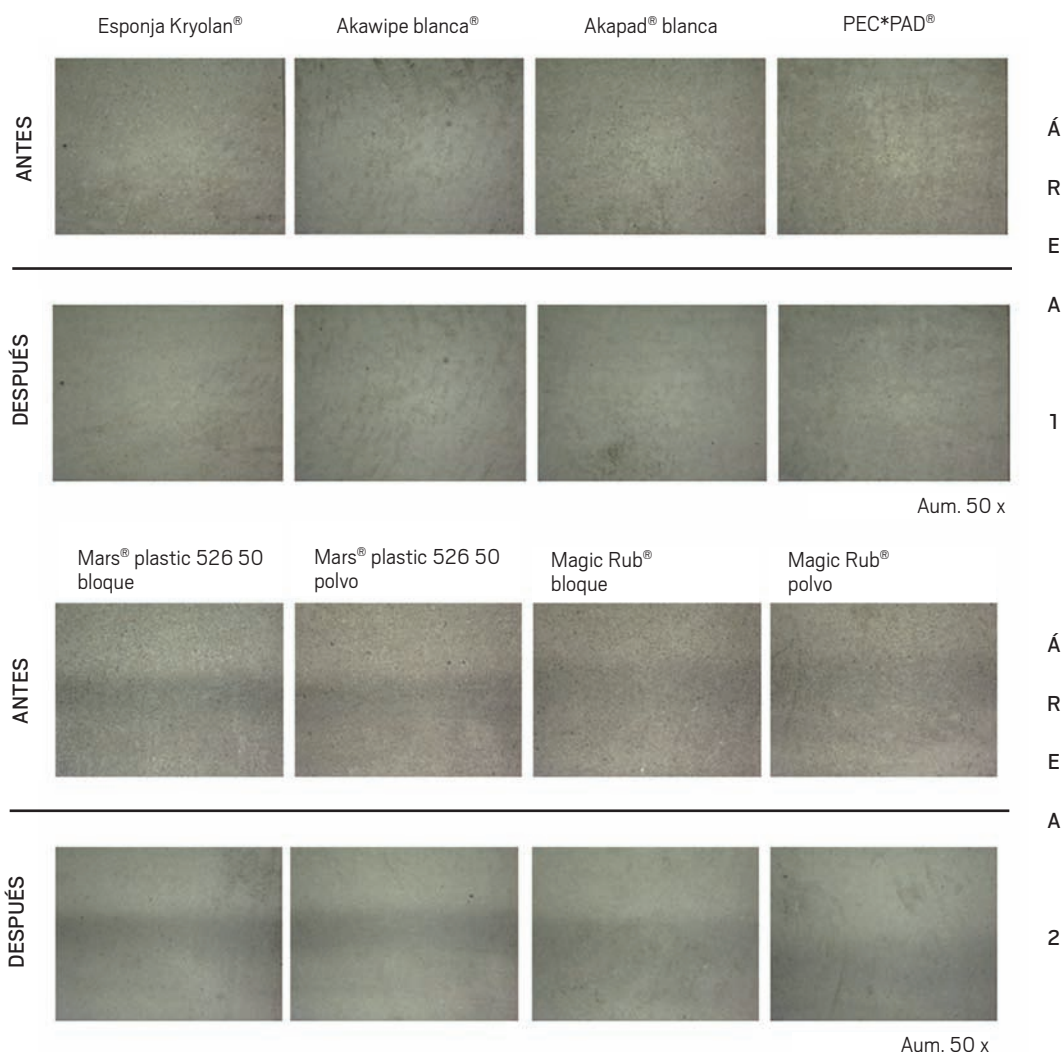 Esponja Kryolan®
Akawipe blanca®
Akapad® blanca
PEC*PAD®
ANTES
DESPUÉS
Á
R
E
A
1
Aum. 50 x
Mars® plastic 526 50
bloque
Mars® plastic 526 50
polvo
Magic Rub®
bloque
Magic Rub®
polvo
ANTES
DESPUÉS
Á
R
E
A
2
Aum. 50 x